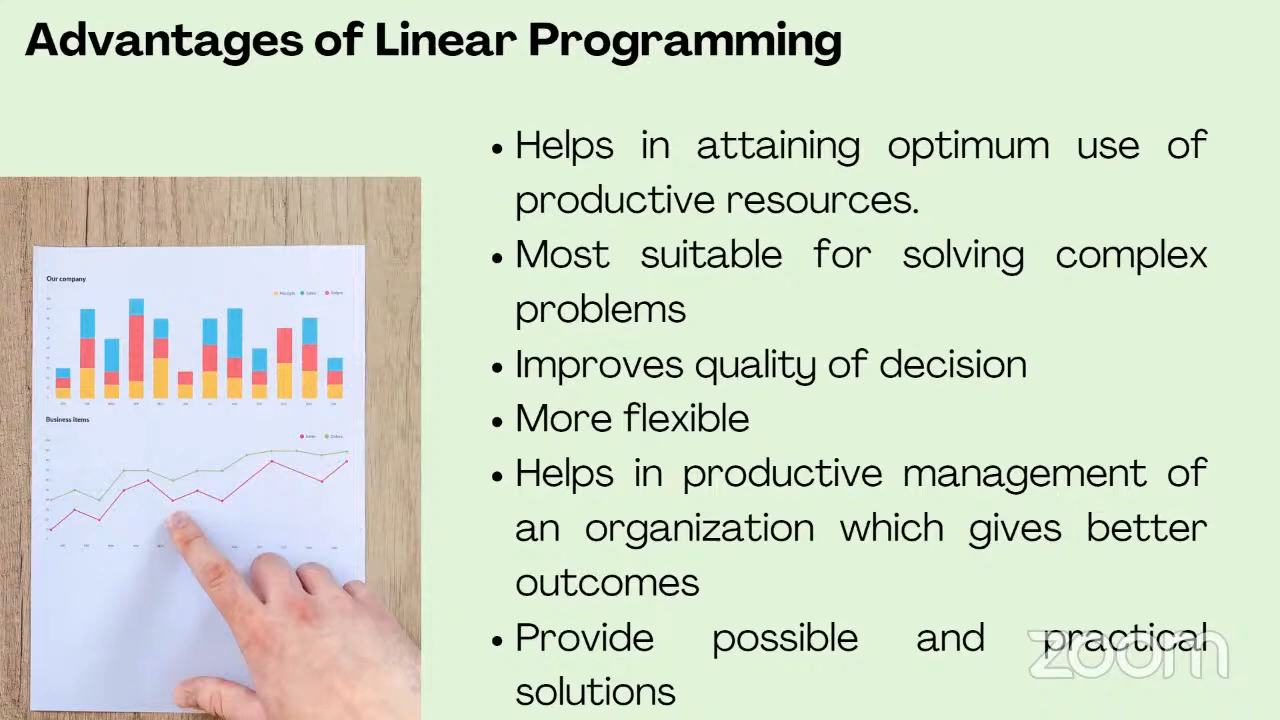 Advantages of Linear Programming
• Helps in attaining optimum use of
productive resources.
• Most suitable for solving complex
problems
• Improves quality of decision
• More flexible
• Helps in productive management of
an organization which gives better
outcomes
• Provide possible and practical
solutions
Our company
Business items
zoom